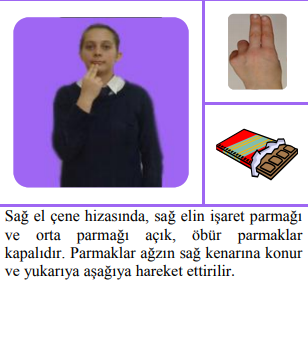 Sağ el çene hizasında, sağ elin işaret parmağı
ve orta parmağı açık, öbür parmaklar
kapalıdır. Parmaklar ağzın sağ kenarına konur
ve yukarıya aşağıya hareket ettirilir.